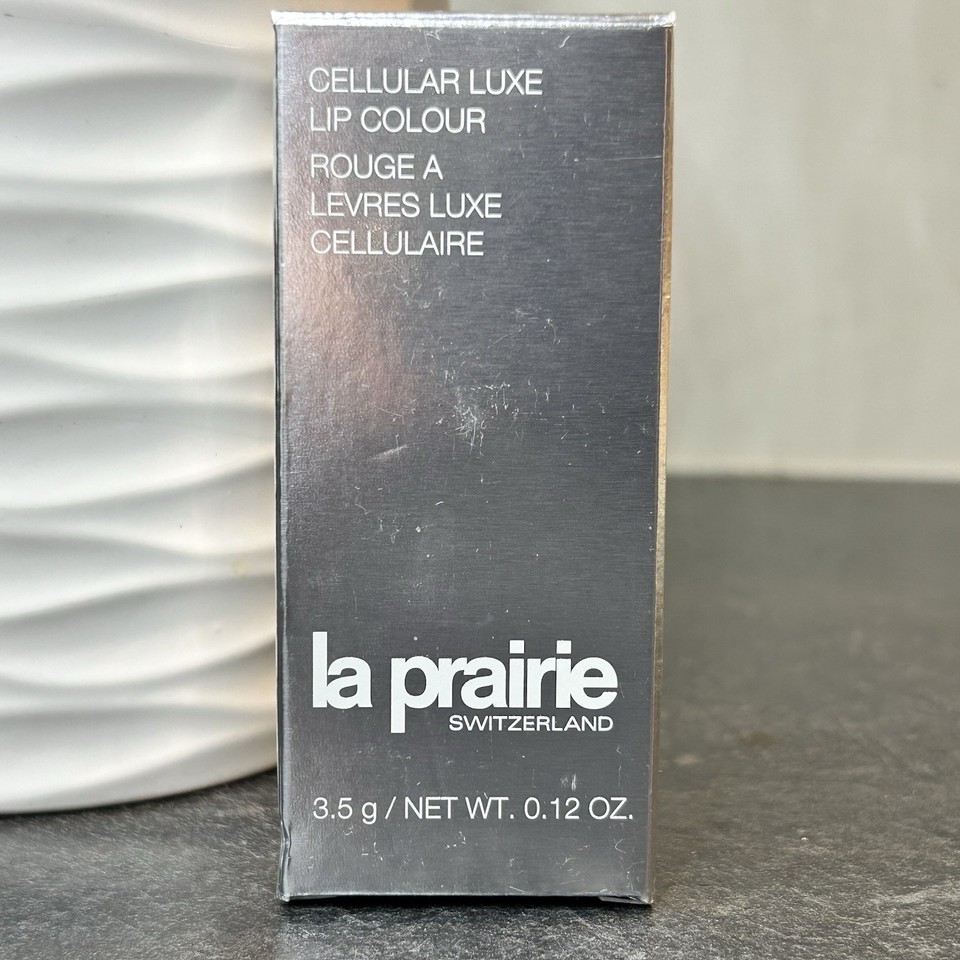 CELLULAR LUXE
LIP COLOUR
ROUGE A
LEVRES LUXE
CELLULAIRE
la prairie
SWITZERLAND
3.5 g / NET WT. 0.12 OZ.